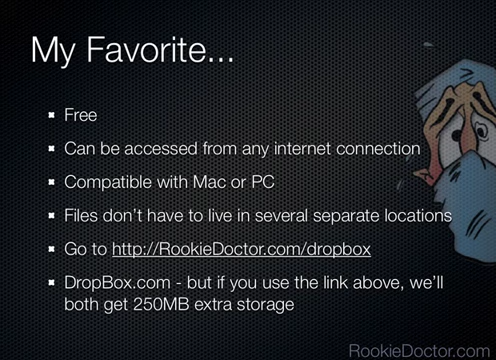 My Favorite...
Free
Can be accessed from any internet connection
Compatible with Mac or PC
Files don't have to live in several separate locations
Go to http://RookieDoctor.com/dropbox
DropBox.com - but if you use the link above, we'll
both get 250MB extra storage
RookieDoctor.com